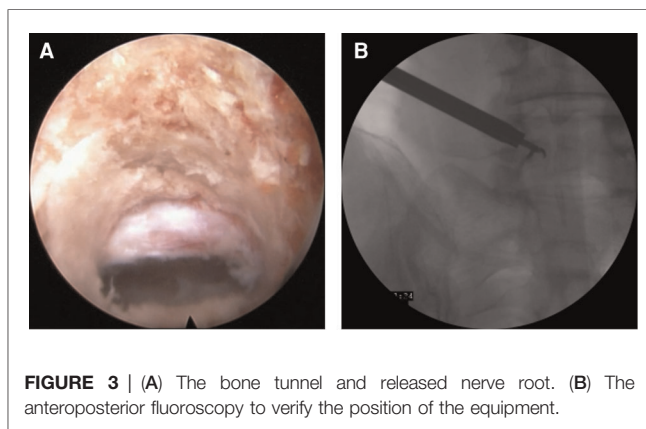 A
B
FIGURE 3 | (A) The bone tunnel and released nerve root. (B) The
anteroposterior fluoroscopy to verify the position of the equipment.